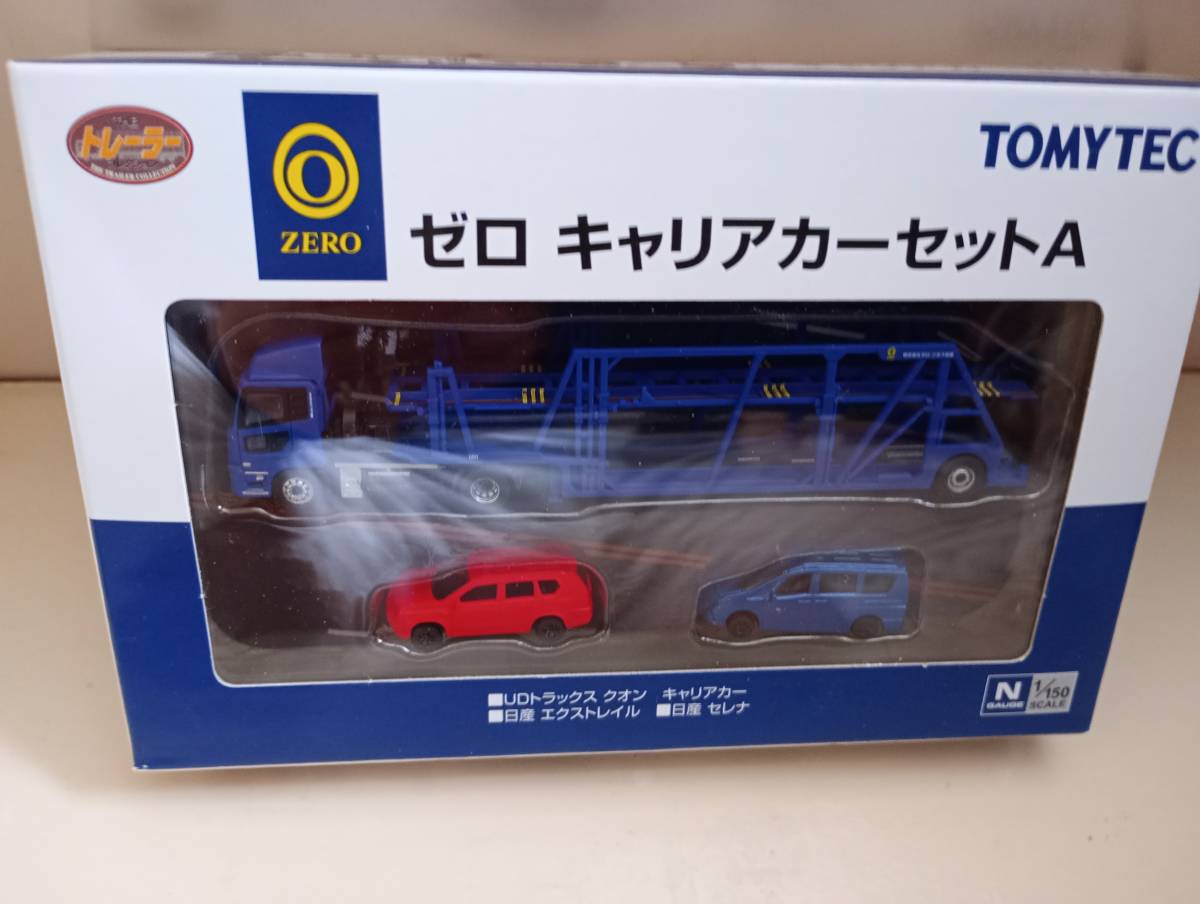 トレーラー
THE TRAILER COLLECTION
ZERO
TOMYTEC
ゼロ キャリアカーセットA
■UDトラックス クオン キャリアカー
■日産 エクストレイル ■日産 セレナ
N GAUGE 1/150 SCALE